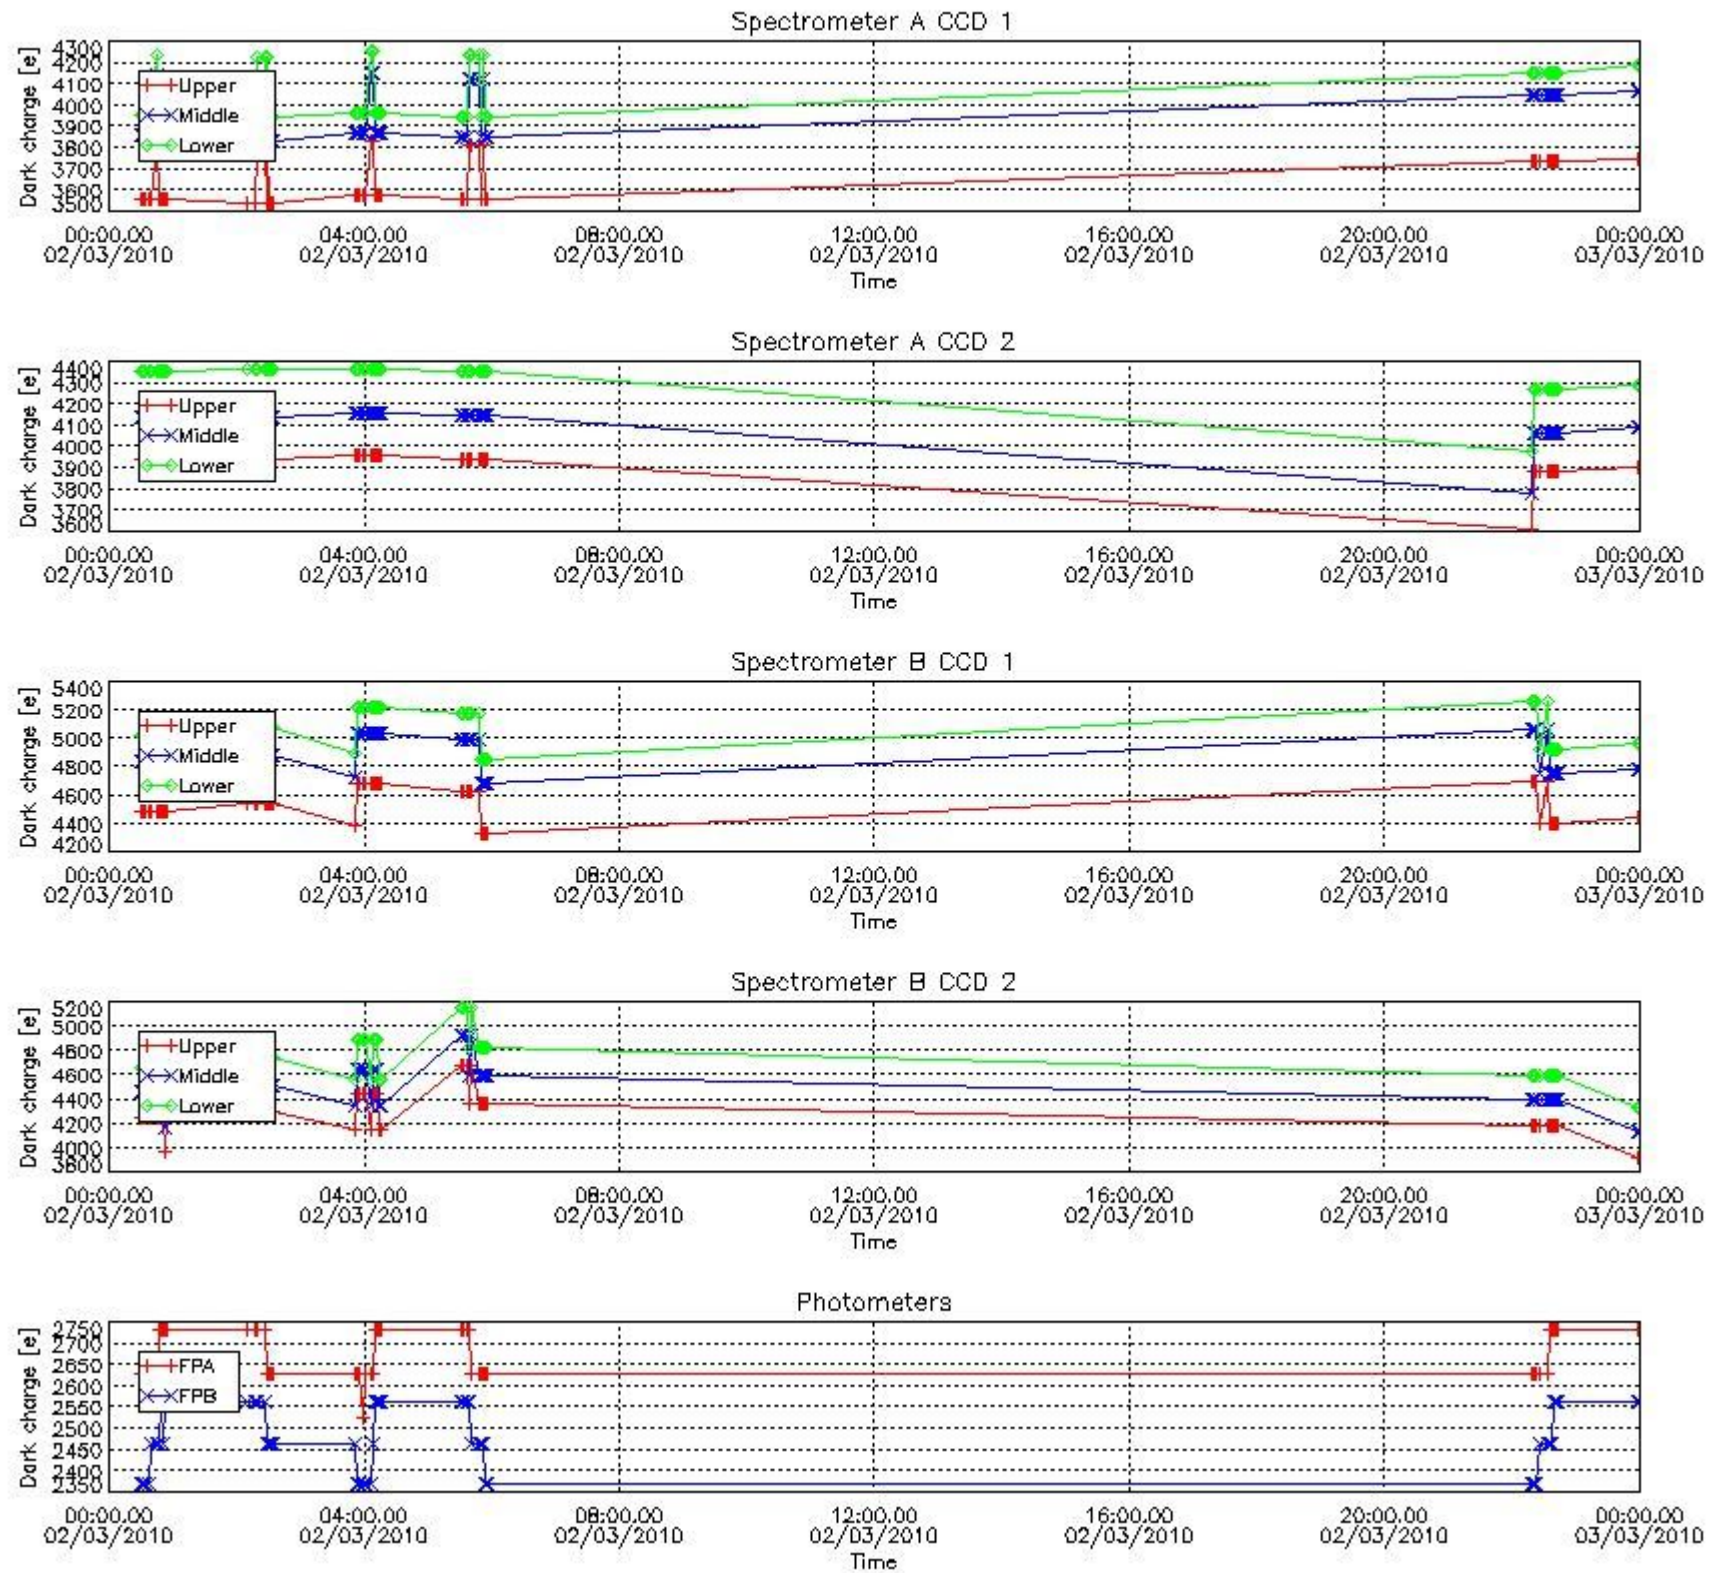 Spectrometer A CCD 1
Dark charge [e]
4300
4200
4100
4000
3900
3800
3700
3600
3500
Upper
Middle
Lower
00:00.00 04:00.00 08:00.00 12:00.00 16:00.00 20:00.00 00:00.00
02/03/2010 02/03/2010 02/03/2010 02/03/2010 02/03/2010 02/03/2010 03/03/2010
Time
Spectrometer A CCD 2
Dark charge [e]
4400
4300
4200
4100
4000
3900
3800
3700
3600
Upper
Middle
Lower
00:00.00 04:00.00 08:00.00 12:00.00 16:00.00 20:00.00 00:00.00
02/03/2010 02/03/2010 02/03/2010 02/03/2010 02/03/2010 02/03/2010 03/03/2010
Time
Spectrometer B CCD 1
Dark charge [e]
5400
5200
5000
4800
4600
4400
4200
Upper
Middle
Lower
00:00.00 04:00.00 08:00.00 12:00.00 16:00.00 20:00.00 00:00.00
02/03/2010 02/03/2010 02/03/2010 02/03/2010 02/03/2010 02/03/2010 03/03/2010
Time
Spectrometer B CCD 2
Dark charge [e]
5200
5000
4800
4600
4400
4200
4000
3800
Upper
Middle
Lower
00:00.00 04:00.00 08:00.00 12:00.00 16:00.00 20:00.00 00:00.00
02/03/2010 02/03/2010 02/03/2010 02/03/2010 02/03/2010 02/03/2010 03/03/2010
Time
Photometers
Dark charge [e]
2750
2700
2650
2600
2550
2500
2450
2400
2350
FPA
FPB
00:00.00 04:00.00 08:00.00 12:00.00 16:00.00 20:00.00 00:00.00
02/03/2010 02/03/2010 02/03/2010 02/03/2010 02/03/2010 02/03/2010 03/03/2010
Time